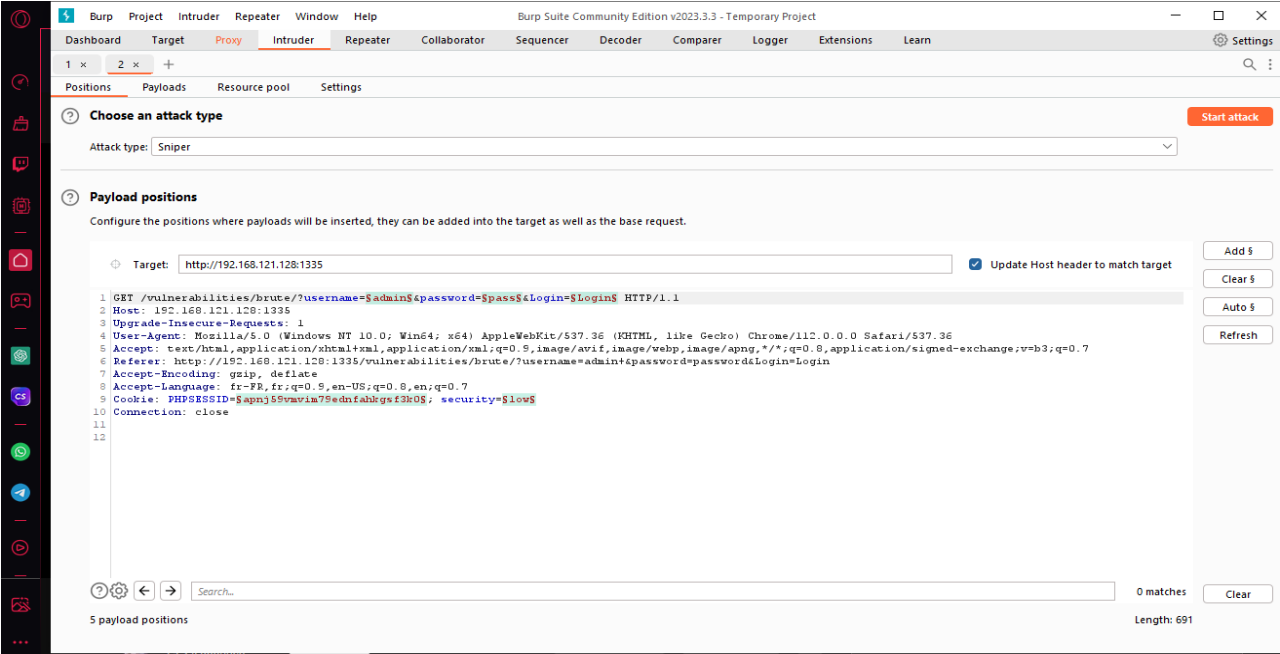 Burp Project Intruder Repeater Window Help Burp Suite Community Edition v2023.3.3 - Temporary Project
Dashboard Target Proxy Intruder Repeater Collaborator Sequencer Decoder Comparer Logger Extensions Learn Settings
1 × 2 × +
Positions Payloads Resource pool Settings
? Choose an attack type Start attack
Attack type: Sniper
? Payload positions
Configure the positions where payloads will be inserted, they can be added into the target as well as the base request.
Add §
Target: http://192.168.121.128:1335 Update Host header to match target
Clear §
1 GET /vulnerabilities/brute/?username=§admin§&password=§pass§&Login=§Login§ HTTP/1.1
2 Host: 192.168.121.128:1335
Auto §
3 Upgrade-Insecure-Requests: 1
4 User-Agent: Mozilla/5.0 (Windows NT 10.0; Win64; x64) AppleWebKit/537.36 (KHTML, like Gecko) Chrome/112.0.0.0 Safari/537.36
Refresh
5 Accept: text/html,application/xhtml+xml,application/xml;q=0.9,image/avif,image/webp,image/apng,*/*;q=0.8,application/signed-exchange;v=b3;q=0.7
6 Referer: http://192.168.121.128:1335/vulnerabilities/brute/?username=admin+&password=password&Login=Login
7 Accept-Encoding: gzip, deflate
8 Accept-Language: fr-FR,fr;q=0.9,en-US;q=0.8,en;q=0.7
CS
9 Cookie: PHPSESSID=§apnj59vmvim79ednfahkgsf3k0§; security=§low§
10 Connection: close
11
12
? Search... 0 matches Clear
5 payload positions Length: 691